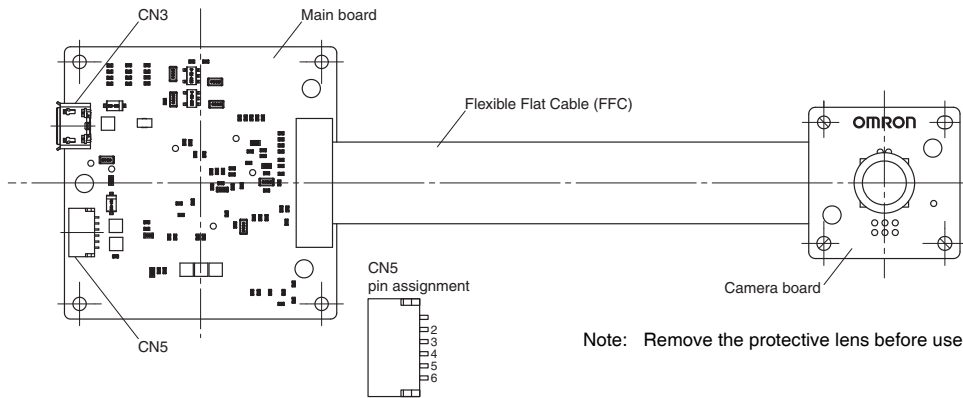 CN3
Main board
Flexible Flat Cable (FFC)
OMRON
CN5
pin assignment
2
3
4
5
6
Camera board
CN5
Note: Remove the protective lens before use